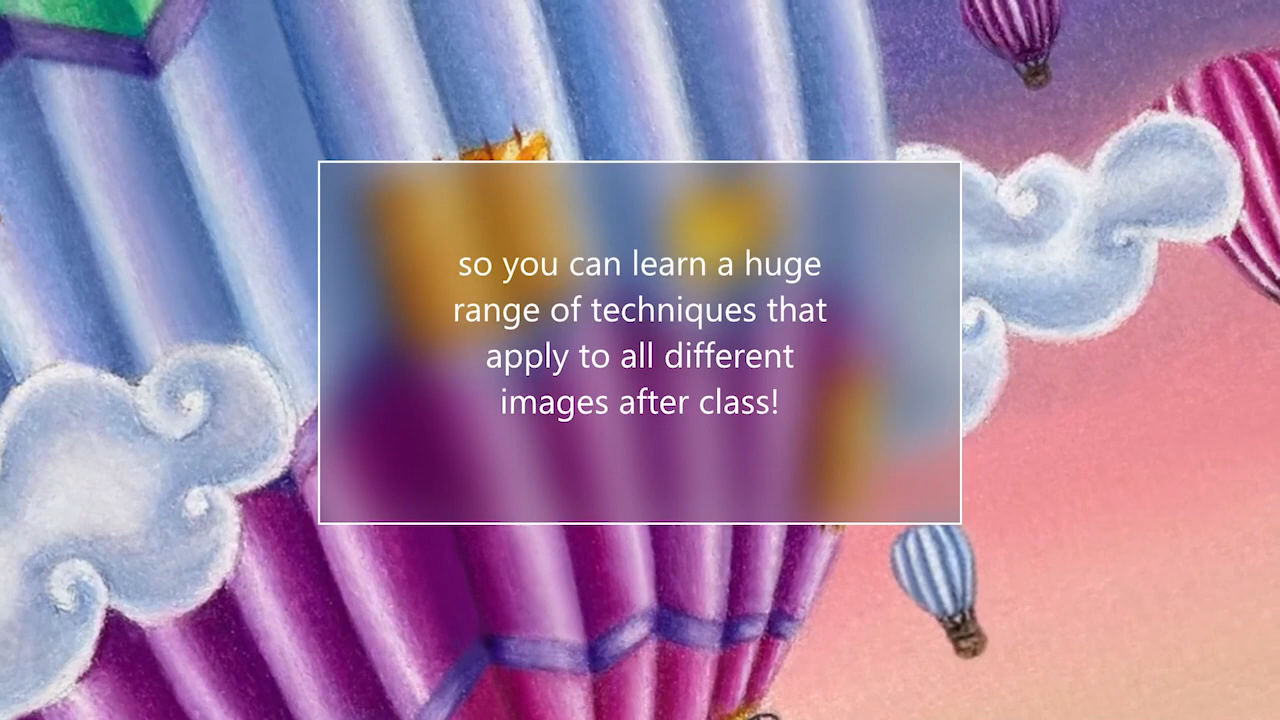 so you can learn a huge
range of techniques that
apply to all different
images after class!